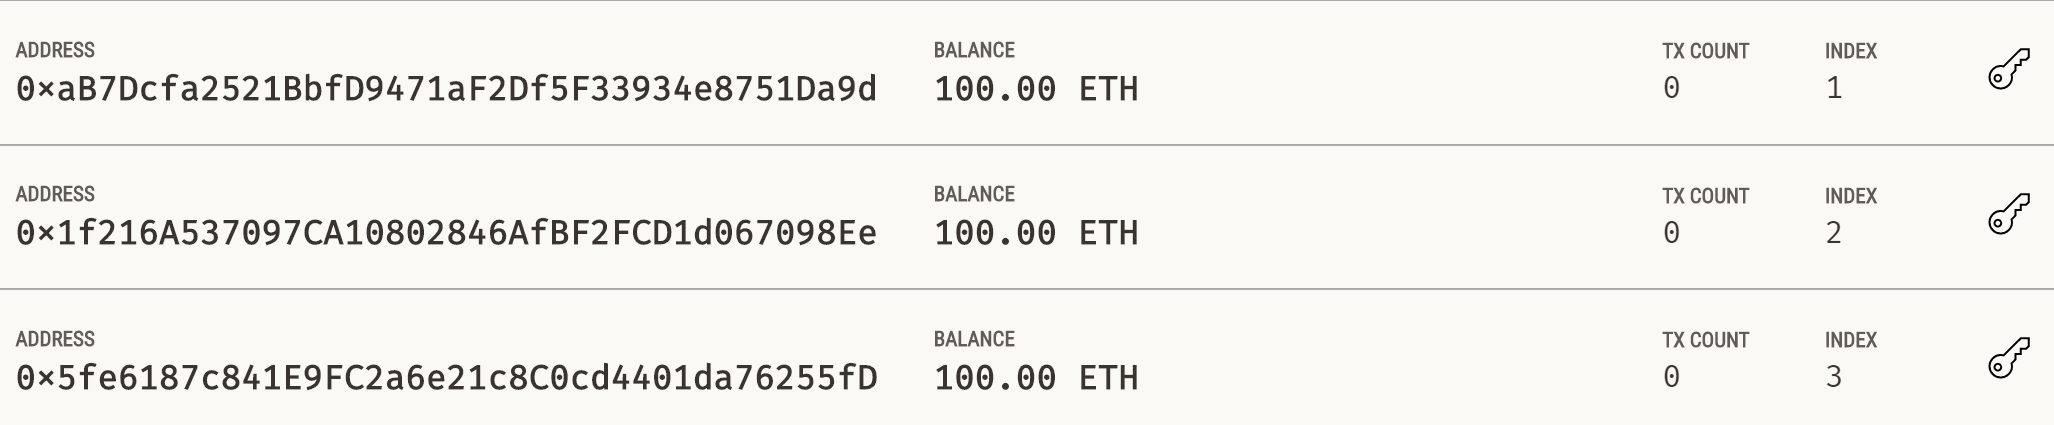 ADDRESS BALANCE TX COUNT INDEX
0×aB7Dcfa2521BbfD9471aF2Df5F33934e8751Da9d 100.00 ETH 0 1
ADDRESS BALANCE TX COUNT INDEX
0×1f216A537097CA10802846AfBF2FCD1d067098Ee 100.00 ETH 0 2
ADDRESS BALANCE TX COUNT INDEX
0×5fe6187c841E9FC2a6e21c8C0cd4401da76255fD 100.00 ETH 0 3